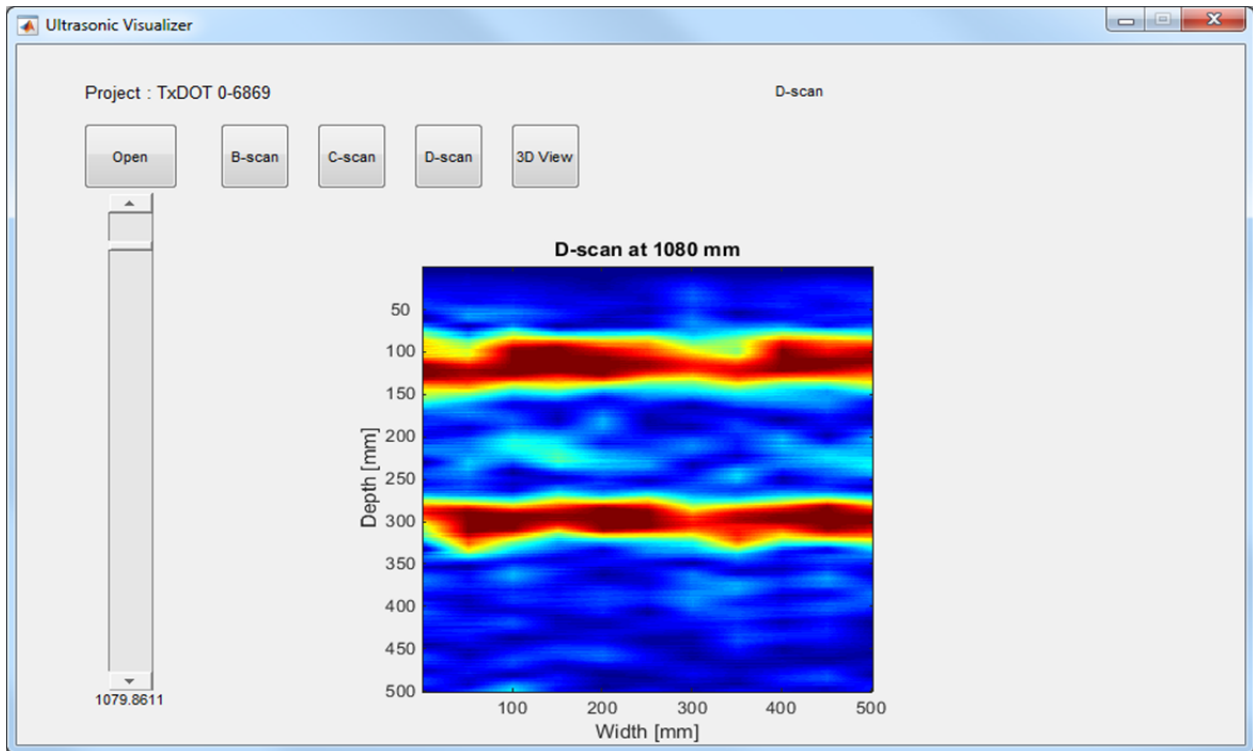 Ultrasonic Visualizer
Project : TxDOT 0-6869
D-scan
Open
B-scan
C-scan
D-scan
3D View
D-scan at 1080 mm
50
100
150
200
250
300
350
400
450
500
Depth [mm]
100
200
300
400
500
Width [mm]
1079.8611